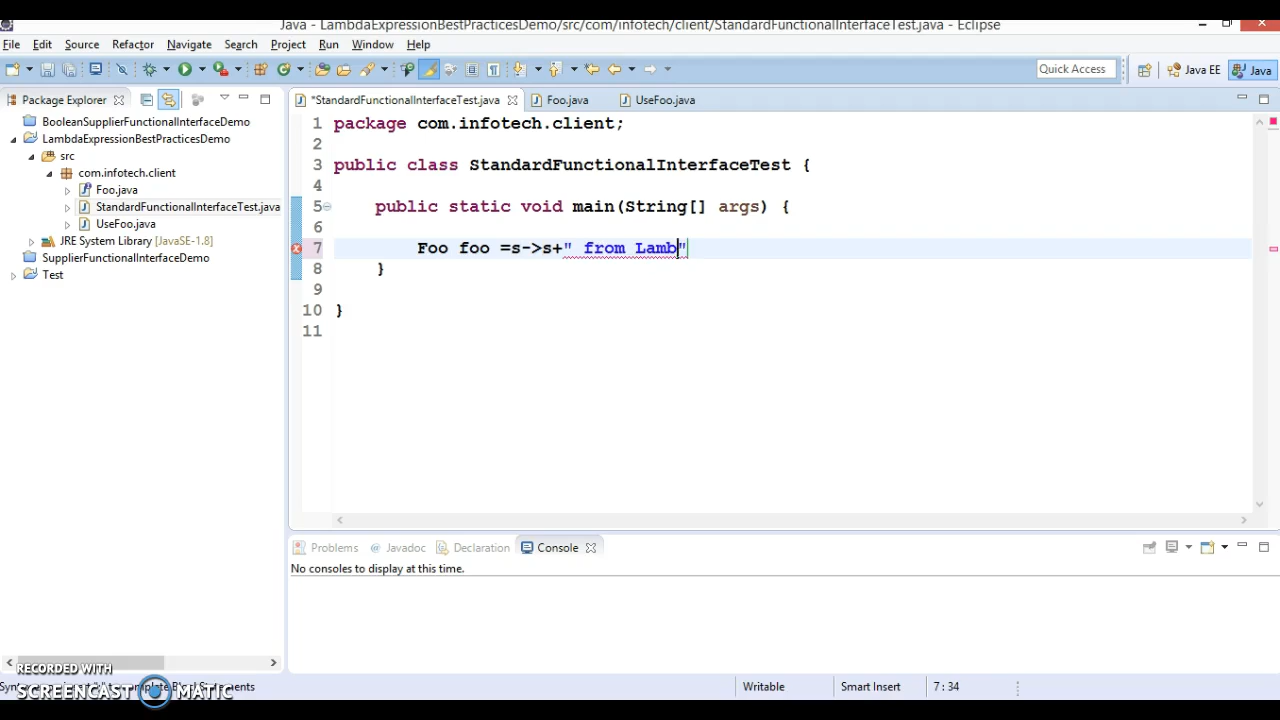 Java - LambdaExpressionBestPracticesDemo/src/com/infotech/client/StandardFunctionalInterfaceTest.java - Eclipse
File Edit Source Refactor Navigate Search Project Run Window Help
Quick Access Java EE Java
Package Explorer *StandardFunctionalInterfaceTest.java Foo.java UseFoo.java
BooleanSupplierFunctionalInterfaceDemo
LambdaExpressionBestPracticesDemo
src
com.infotech.client
Foo.java
StandardFunctionalInterfaceTest.java
UseFoo.java
JRE System Library [JavaSE-1.8]
SupplierFunctionalInterfaceDemo
Test
1 package com.infotech.client;
2
3 public class StandardFunctionalInterfaceTest {
4
5 public static void main(String[] args) {
6
7 Foo foo =s->s+" from Lamb"
8 }
9
10 }
11
Problems Javadoc Declaration Console
No consoles to display at this time.
RECORDED WITH
SCREENCAST MATIC
Statements Writable Smart Insert 7 : 34